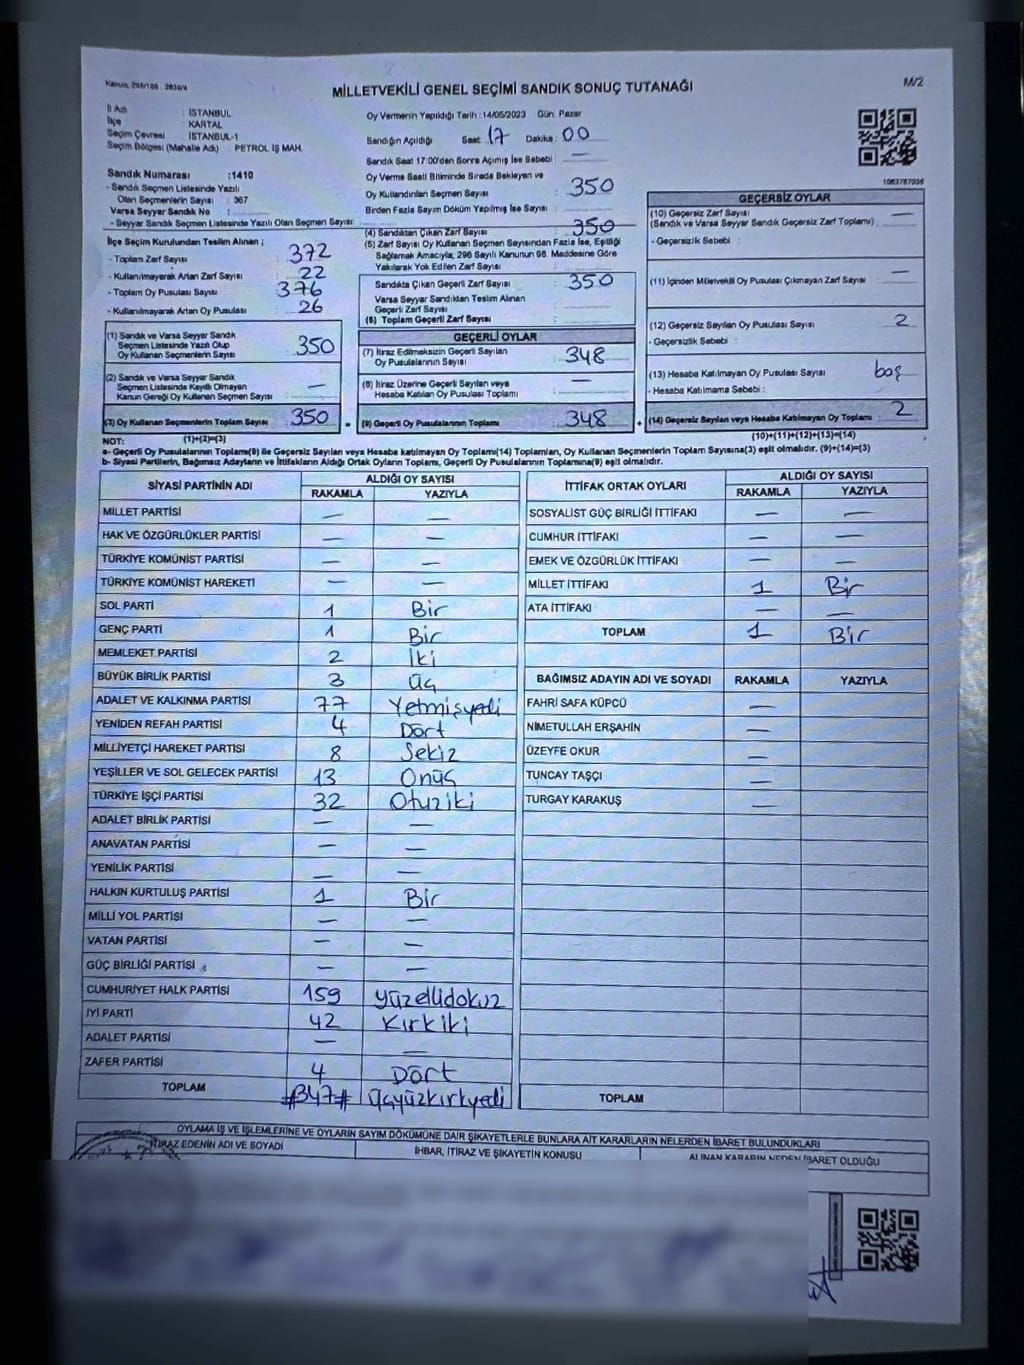 MİLLETVEKİLİ GENEL SEÇİMİ SANDIK SONUÇ TUTANAĞI
M/2
İl Adı : İSTANBUL
İlçe : KARTAL
Seçim Çevresi : İSTANBUL-1
Seçim Bölgesi (Mahalle Adı) : PETROL İŞ MAH.
Sandık Numarası :1410
- Sandık Seçmen Listesinde Yazılı
Olan Seçmenlerin Sayısı : 367
Varsa Seyyar Sandık No :
- Seyyar Sandık Seçmen Listesinde Yazılı Olan Seçmen Sayısı :
Oy Vermenin Yapıldığı Tarih : 14/05/2023 Gün: Pazar
Sandığın Açıldığı Saat 17 Dakika : 00
Sandık Saat 17:00'den Sonra Açılmış İse Sebebi : —
Oy Verme Saati Bitiminde Sırada Bekleyen ve
Oy Kullandırılan Seçmen Sayısı 350
Birden Fazla Sayım Döküm Yapılmış İse Sayısı :
1063787036
İlçe Seçim Kurulundan Teslim Alınan ;
- Toplam Zarf Sayısı 372
- Kullanılmayarak Artan Zarf Sayısı 22
- Toplam Oy Pusulası Sayısı 376
- Kullanılmayarak Artan Oy Pusulası 26
(4) Sandıktan Çıkan Zarf Sayısı 350
(5) Zarf Sayısı Oy Kullanan Seçmen Sayısından Fazla İse, Eşitliği
Sağlamak Amacıyla, 298 Sayılı Kanunun 98. Maddesine Göre
Yakılarak Yok Edilen Zarf Sayısı :
Sandıkta Çıkan Geçerli Zarf Sayısı 350
Varsa Seyyar Sandıktan Teslim Alınan
Geçerli Zarf Sayısı :
(6) Toplam Geçerli Zarf Sayısı :
GEÇERSİZ OYLAR
(10) Geçersiz Zarf Sayısı —
(Sandık ve Varsa Seyyar Sandık Geçersiz Zarf Toplamı)
- Geçersizlik Sebebi :
(11) İçinden Milletvekili Oy Pusulası Çıkmayan Zarf Sayısı —
(12) Geçersiz Sayılan Oy Pusulası Sayısı 2
- Geçersizlik Sebebi :
(13) Hesaba Katılmayan Oy Pusulası Sayısı boş
- Hesaba Katılmama Sebebi :
(14) Geçersiz Sayılan veya Hesaba Katılmayan Oy Toplamı 2
(10)+(11)+(12)+(13)=(14)
(1) Sandık ve Varsa Seyyar Sandık
Seçmen Listesinde Yazılı Olup
Oy Kullanan Seçmenlerin Sayısı 350
(2) Sandık ve Varsa Seyyar Sandık
Seçmen Listesinde Kayıtlı Olmayan
Kanun Gereği Oy Kullanan Seçmen Sayısı : —
(3) Oy Kullanan Seçmenlerin Toplam Sayısı 350
(1)+(2)=(3)
GEÇERLİ OYLAR
(7) İtiraz Edilmeksizin Geçerli Sayılan
Oy Pusulalarının Sayısı 348
(8) İtiraz Üzerine Geçerli Sayılan veya
Hesaba Katılan Oy Pusulası Toplamı —
= (9) Geçerli Oy Pusulalarının Toplamı 348 +
NOT:
a- Geçerli Oy Pusulalarının Toplamı(9) ile Geçersiz Sayılan veya Hesaba katılmayan Oy Pusulası Toplamı(14) Toplamları, Oy Kullanan Seçmenlerin Toplam Sayısına(3) eşit olmalıdır. (9)+(14)=(3)
b- Siyasi Partilerin, Bağımsız Adayların ve İttifakların Aldığı Ortak Oyların Toplamı, Geçerli Oy Pusulalarının Toplamına(9) eşit olmalıdır.
SİYASİ PARTİNİN ADI ALDIĞI OY SAYISI
RAKAMLA YAZIYLA
MİLLET PARTİSİ — —
HAK VE ÖZGÜRLÜKLER PARTİSİ — —
TÜRKİYE KOMÜNİST PARTİSİ — —
TÜRKİYE KOMÜNİST HAREKETİ — —
SOL PARTİ 1 Bir
GENÇ PARTİ 1 Bir
MEMLEKET PARTİSİ 2 İki
BÜYÜK BİRLİK PARTİSİ 3 Üç
ADALET VE KALKINMA PARTİSİ 77 Yetmişyedi
YENİDEN REFAH PARTİSİ 4 Dört
MİLLİYETÇİ HAREKET PARTİSİ 8 Sekiz
YEŞİLLER VE SOL GELECEK PARTİSİ 13 Onüç
TÜRKİYE İŞÇİ PARTİSİ 32 Otuziki
ADALET BİRLİK PARTİSİ — —
ANAVATAN PARTİSİ — —
YENİLİK PARTİSİ — —
HALKIN KURTULUŞ PARTİSİ 1 Bir
MİLLİ YOL PARTİSİ — —
VATAN PARTİSİ — —
GÜÇ BİRLİĞİ PARTİSİ — —
CUMHURİYET HALK PARTİSİ 159 yüzellidokuz
İYİ PARTİ 42 Kırkiki
ADALET PARTİSİ — —
ZAFER PARTİSİ 4 Dört
TOPLAM #347# Üçyüzkırkyedi
İTTİFAK ORTAK OYLARI ALDIĞI OY SAYISI
RAKAMLA YAZIYLA
SOSYALİST GÜÇ BİRLİĞİ İTTİFAKI — —
CUMHUR İTTİFAKI — —
EMEK VE ÖZGÜRLÜK İTTİFAKI — —
MİLLET İTTİFAKI 1 Bir
ATA İTTİFAKI — —
TOPLAM 1 Bir
BAĞIMSIZ ADAYIN ADI VE SOYADI RAKAMLA YAZIYLA
FAHRİ SAFA KÜPCÜ —
NİMETULLAH ERŞAHİN —
ÜZEYFE OKUR —
TUNCAY TAŞÇI —
TURGAY KARAKUŞ —
TOPLAM
OYLAMA İŞ VE İŞLEMLERİNE VE OYLARIN SAYIM DÖKÜMÜNE DAİR ŞİKAYETLERLE BUNLARA AİT KARARLARIN NELERDEN İBARET BULUNDUKLARI
İTİRAZ EDENİN ADI VE SOYADI İHBAR, İTİRAZ VE ŞİKAYETİN KONUSU ALINAN KARARIN NEDEN İBARET OLDUĞU